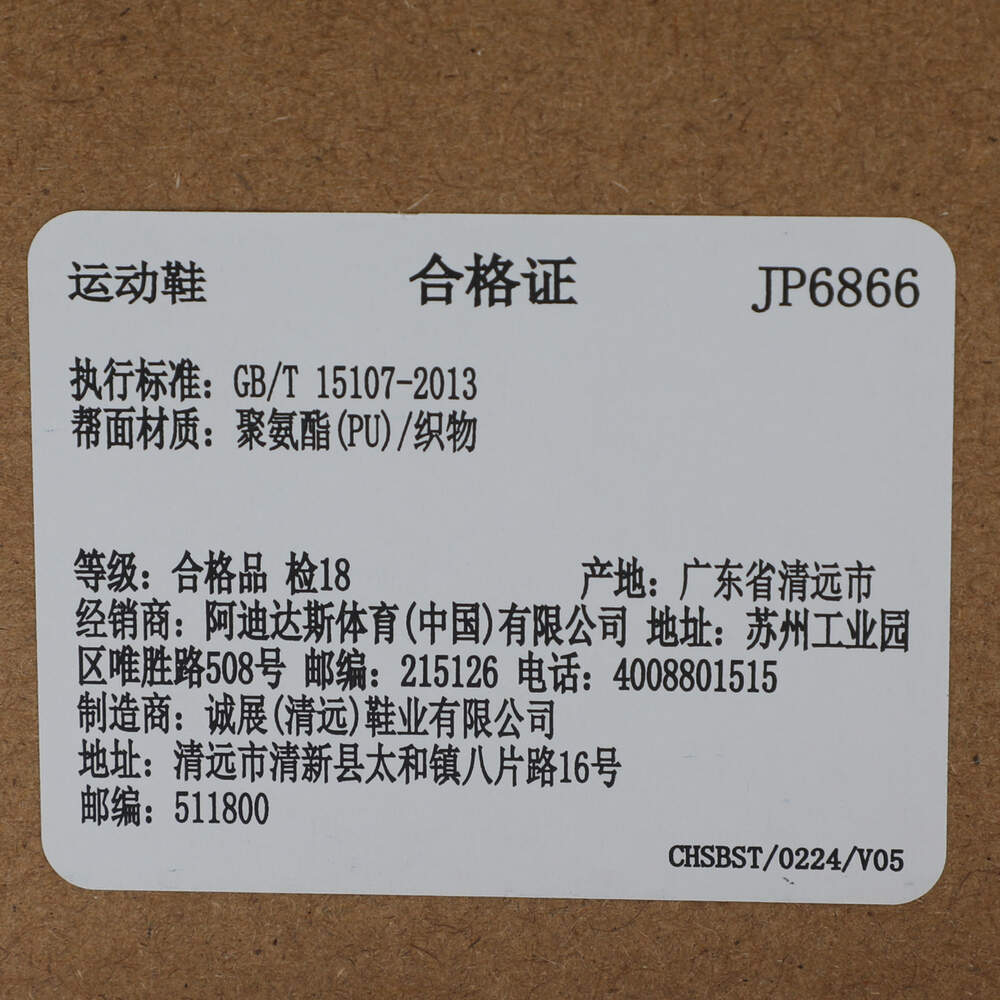 运动鞋 合格证 JP6866
执行标准：GB/T 15107-2013
帮面材质：聚氨酯(PU)/织物
等级：合格品 检18 产地：广东省清远市
经销商：阿迪达斯体育(中国)有限公司 地址：苏州工业园
区唯胜路508号 邮编：215126 电话：4008801515
制造商：诚展(清远)鞋业有限公司
地址：清远市清新县太和镇八片路16号
邮编：511800
CHSBST/0224/V05